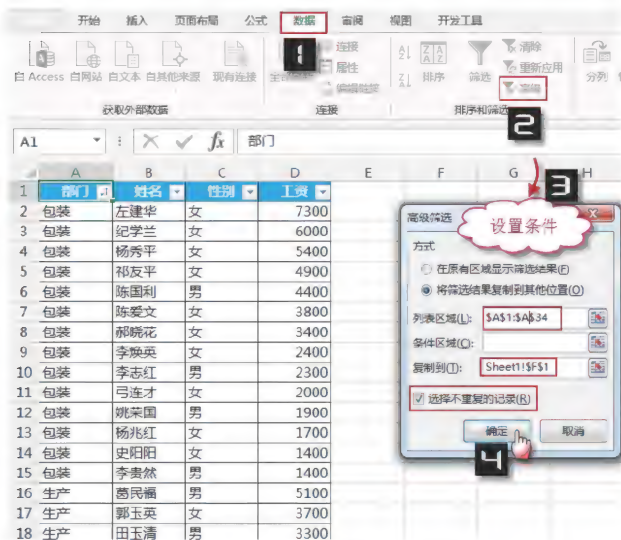 开始 插入 页面布局 公式 数据 审阅 视图 开发工具
1
连接
属性
编辑链接
清除
重新应用
高级
自 Access 自网站 自文本 自其他来源 现有连接
排序 筛选 分列
获取外部数据 连接 排序和筛选
2
A1 fx 部门
A B C D E F G H
1 部门 姓名 性别 工资
2 包装 左建华 女 7300
3 包装 纪学兰 女 6000
4 包装 杨秀平 女 5400
5 包装 祁友平 女 4900
6 包装 陈国利 男 4400
7 包装 陈文一 女 3800
8 包装 郝晓花 女 3400
9 包装 李焕英 女 2400
10 包装 李志红 男 2300
11 包装 弓连才 女 2000
12 包装 姚荣国 男 1900
13 包装 杨兆红 女 1700
14 包装 史阳阳 女 1400
15 包装 李贵然 男 1400
16 生产 葛民福 男 5100
17 生产 郭玉英 女 3700
18 生产 田玉清 男 3300
3
设置条件
高级筛选
方式
在原有区域显示筛选结果(F)
将筛选结果复制到其他位置(O)
列表区域(L): $A$1:$A$34
条件区域(C):
复制到(T): Sheet1!$F$1
选择不重复的记录(R)
确定 取消
4